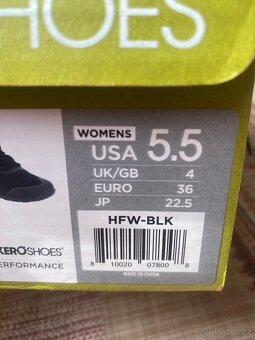 HOES
WOMENS
USA 5.5
UK/GB 4
EURO 36
JP 22.5
HFW-BLK
8 10020 07800 8
MADE IN CHINA
XEROSHOES®
ERFORMANCE